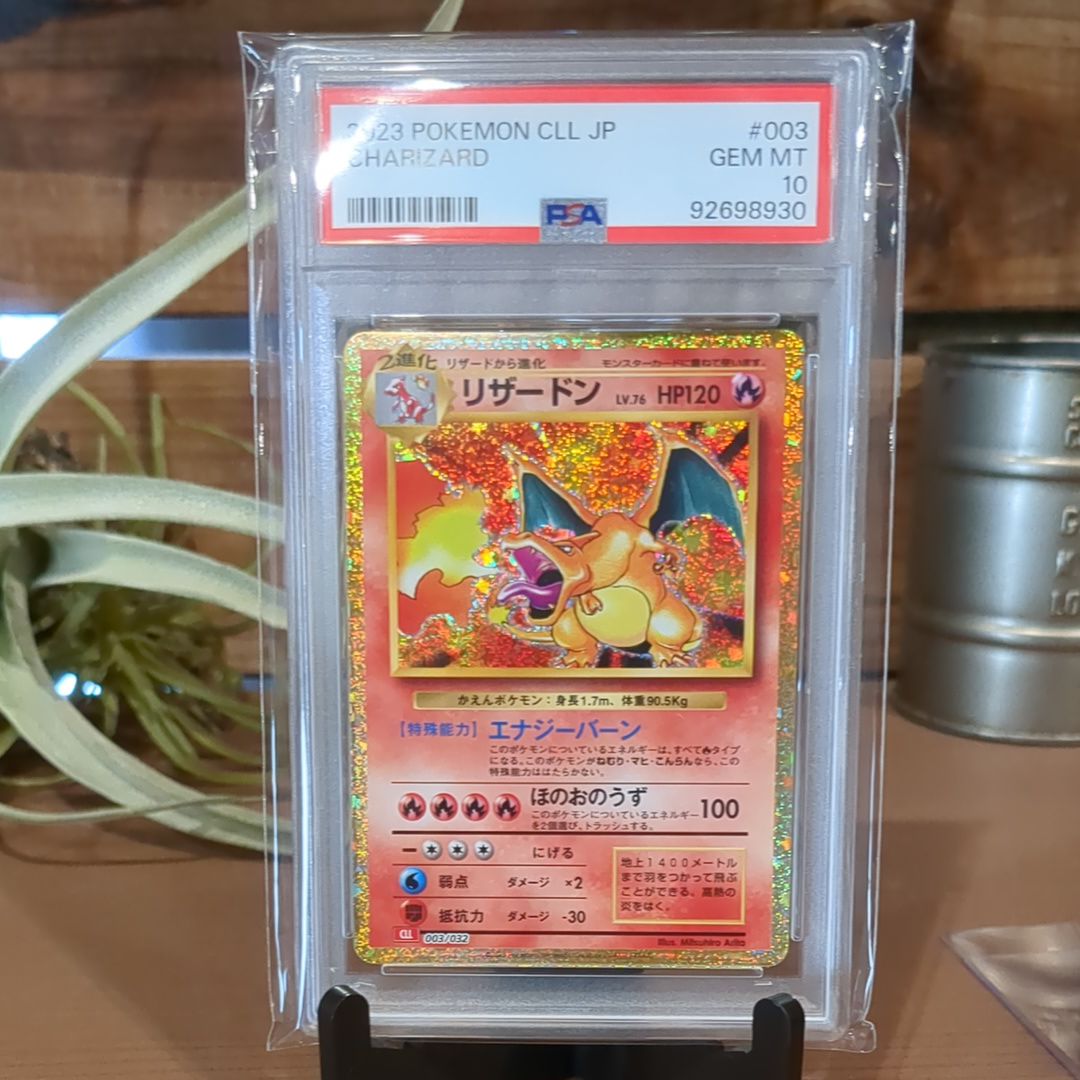 2023 POKEMON CLL JP #003
CHARIZARD GEM MT
10
PSA 92698930
2進化 リザードから進化 モンスターカードに重ねて使います。
リザードン LV.76 HP120
かえんポケモン:身長1.7m、体重90.5Kg
[特殊能力] エナジーバーン
このポケモンについているエネルギーは、すべて🔥タイプ
になる。このポケモンがねむり・マヒ・こんらんなら、この
特殊能力ははたらかない。
ほのおのうず 100
このポケモンについているエネルギー
を2個選び、トラッシュする。
にげる
弱点 ダメージ ×2
抵抗力 ダメージ -30
地上1400メートル
まで羽をつかって飛ぶ
ことができる。高熱の
炎をはく。
CLL 003/032 Illus. Mitsuhiro Arita